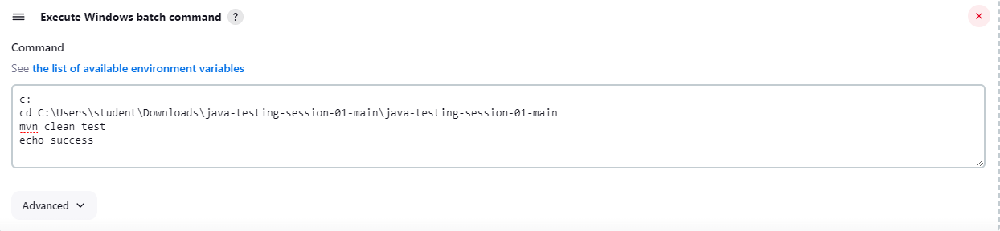 Execute Windows batch command ?
Command
See the list of available environment variables
c:
cd C:\Users\student\Downloads\java-testing-session-01-main\java-testing-session-01-main
mvn clean test
echo success
Advanced